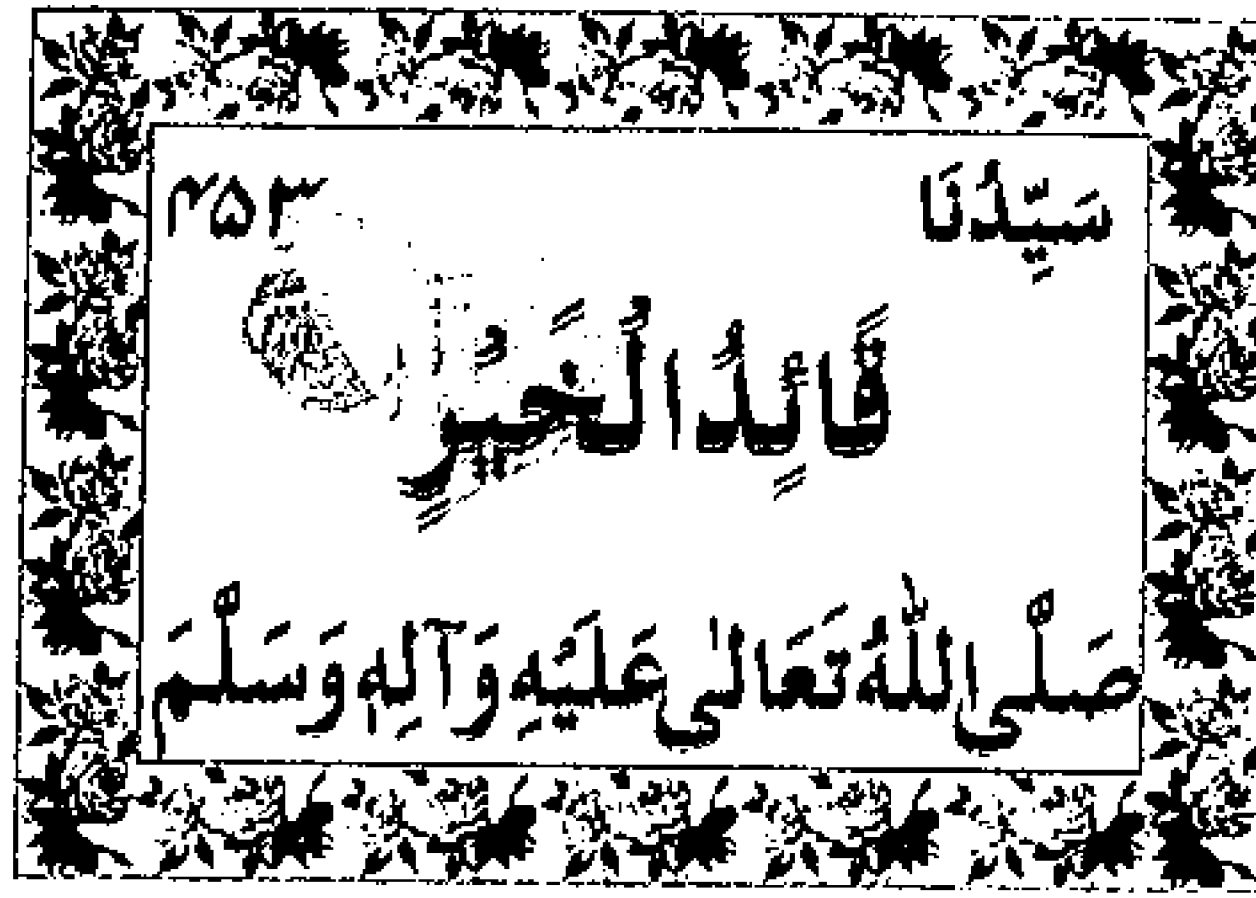 سَيِّدُنَا ۴۵۳
قَائِدُ الْخَيْرِ
صَلَّى اللّٰهُ تَعَالٰى عَلَيْهِ وَآلِهٖ وَسَلَّمَ